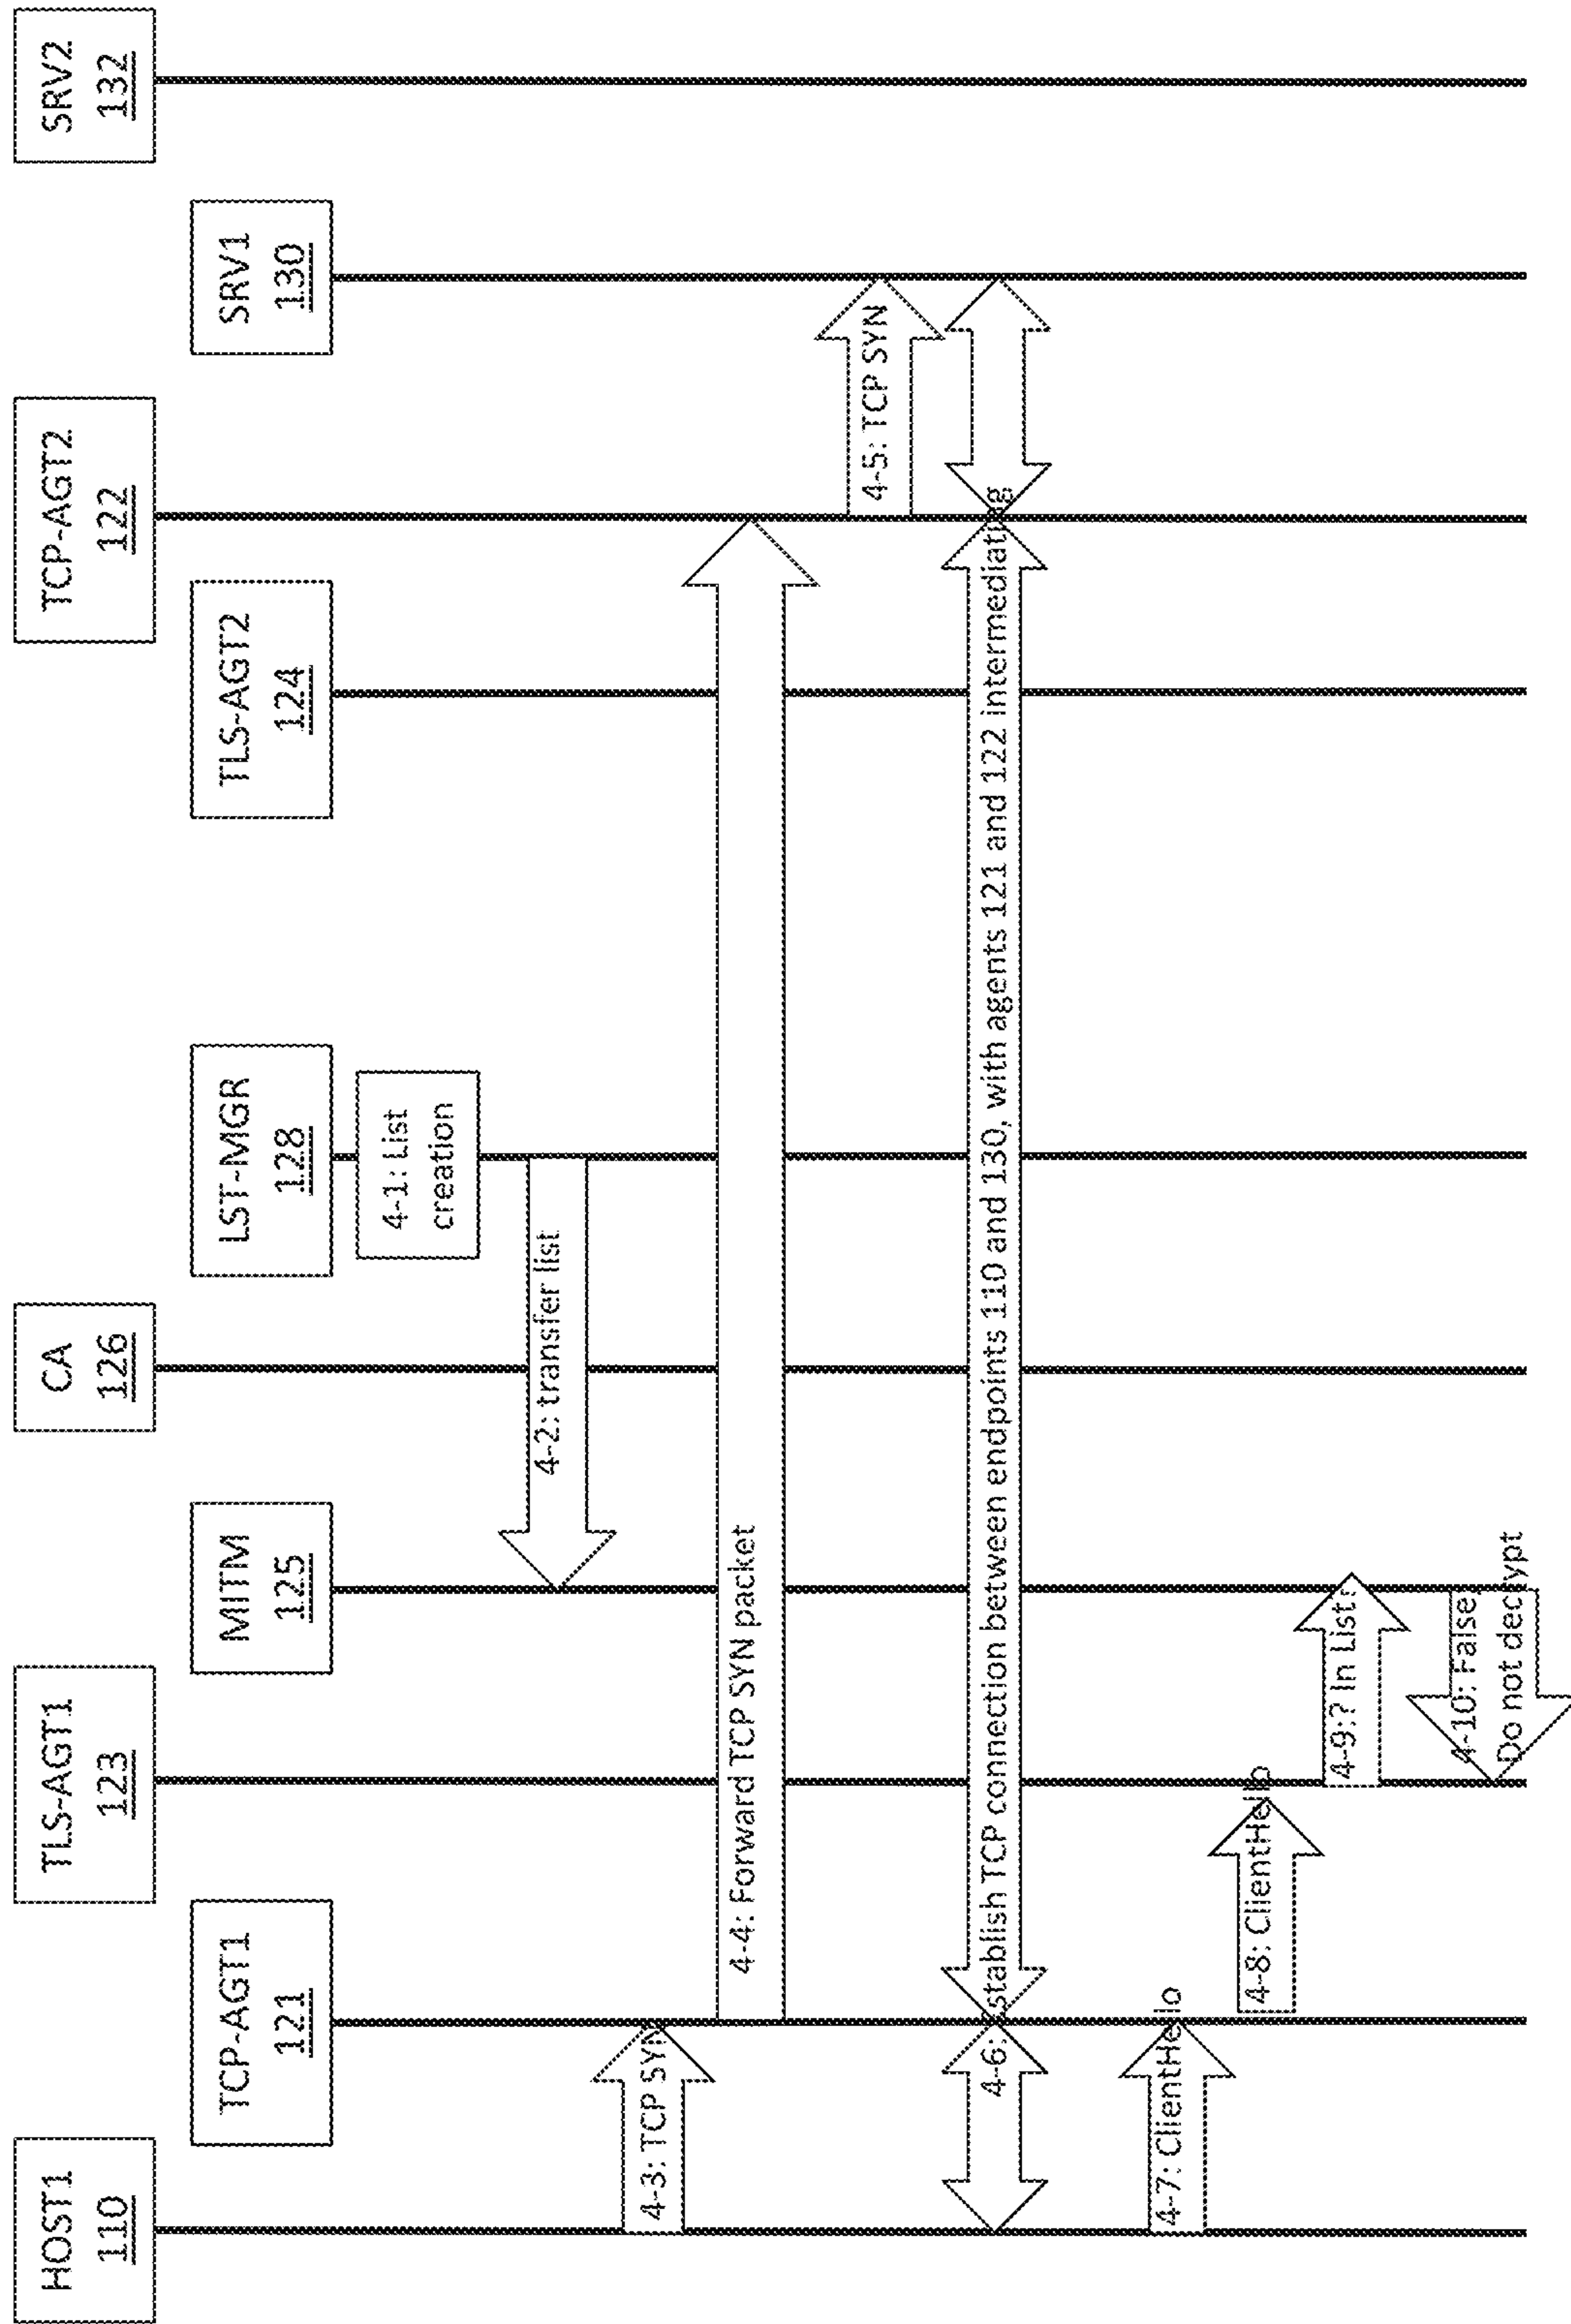 HOST1
110
TCP-AGT1
121
TLS-AGT1
123
MITM
125
CA
126
LST-MGR
128
TLS-AGT2
124
TCP-AGT2
122
SRV1
130
SRV2
132
4-1: List
creation
4-2: transfer list
4-3: TCP SYN
4-4: Forward TCP SYN packet
4-5: TCP SYN
4-6: Establish TCP connection between endpoints 110 and 130, with agents 121 and 122 intermediating
4-7: ClientHello
4-8: ClientHello
4-9:? In List
4-10: False
Do not decrypt